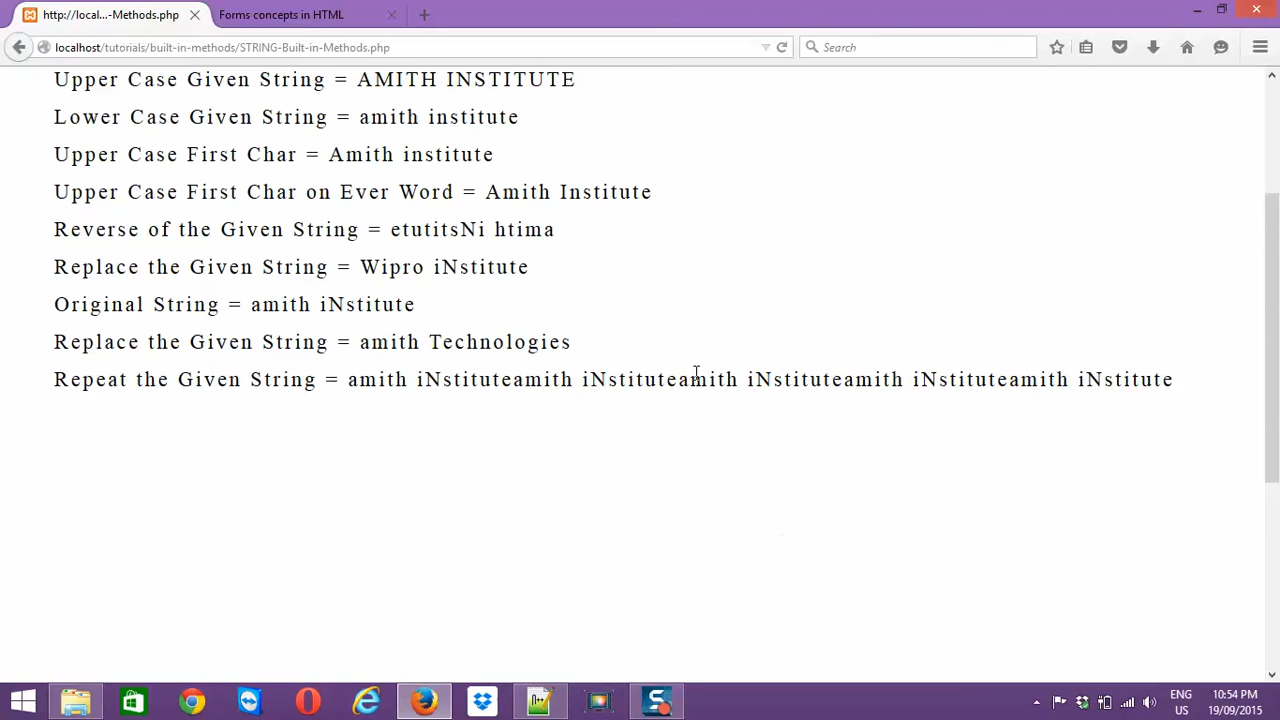 http://local...-Methods.php
Forms concepts in HTML
localhost/tutorials/built-in-methods/STRING-Built-in-Methods.php
Search
Upper Case Given String = AMITH INSTITUTE
Lower Case Given String = amith institute
Upper Case First Char = Amith institute
Upper Case First Char on Ever Word = Amith Institute
Reverse of the Given String = etutitsNi htima
Replace the Given String = Wipro iNstitute
Original String = amith iNstitute
Replace the Given String = amith Technologies
Repeat the Given String = amith iNstituteamith iNstituteamith iNstituteamith iNstituteamith iNstitute
ENG 10:54 PM
US 19/09/2015